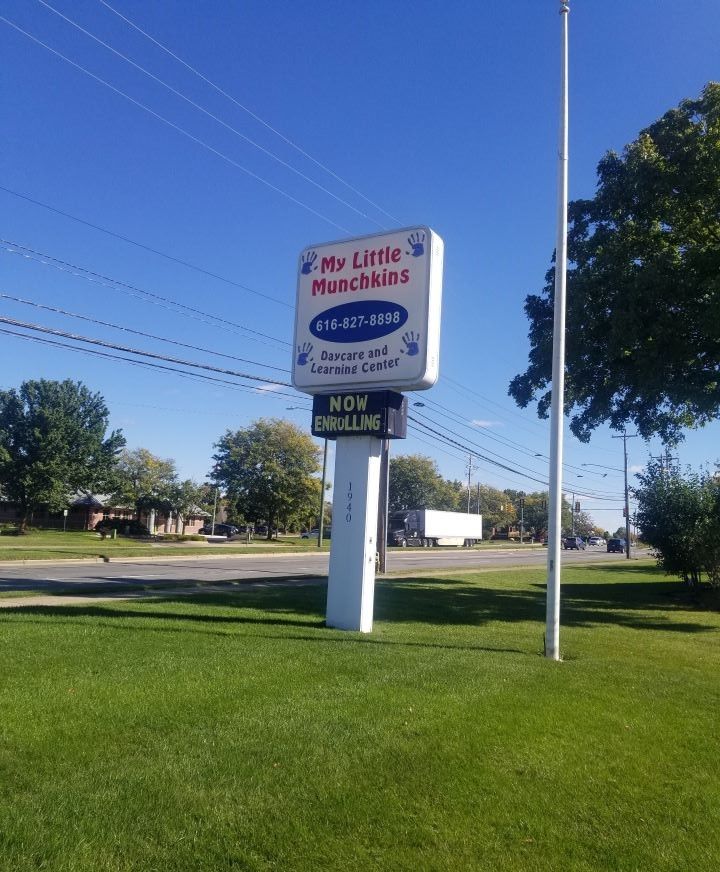 My Little
Munchkins
616-827-8898
Daycare and
Learning Center
NOW
ENROLLING
1940